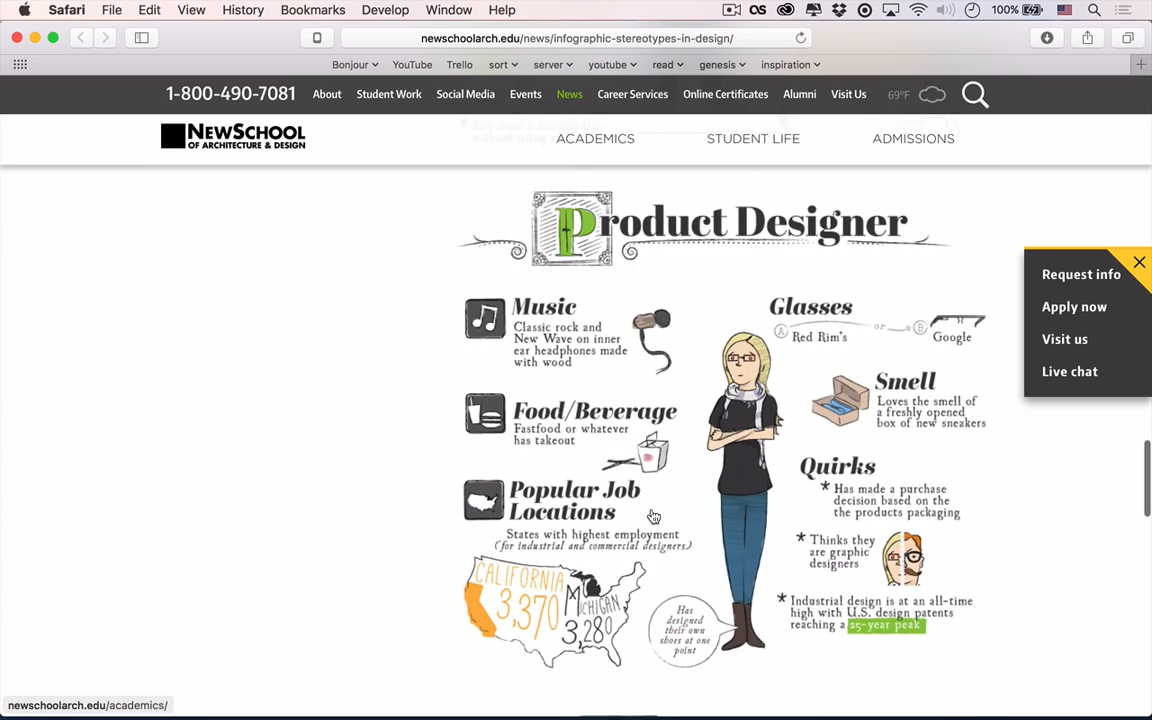 Safari File Edit View History Bookmarks Develop Window Help 100%
newschoolarch.edu/news/infographic-stereotypes-in-design/
Bonjour YouTube Trello sort server youtube read genesis inspiration
1-800-490-7081 About Student Work Social Media Events News Career Services Online Certificates Alumni Visit Us 69°F
NEWSCHOOL
OF ARCHITECTURE & DESIGN
ACADEMICS STUDENT LIFE ADMISSIONS
Product Designer
Music
Classic rock and
New Wave on inner
ear headphones made
with wood
Food/Beverage
Fastfood or whatever
has takeout
Popular Job
Locations
States with highest employment
(for industrial and commercial designers)
CALIFORNIA
3,370
MICHIGAN
3,280
Has
designed
their own
shoes at one
point
Glasses
A Red Rim's or B Google
Smell
Loves the smell of
a freshly opened
box of new sneakers
Quirks
* Has made a purchase
decision based on the
the products packaging
* Thinks they
are graphic
designers
* Industrial design is at an all-time
high with U.S. design patents
reaching a 25-year peak
Request info
Apply now
Visit us
Live chat
newschoolarch.edu/academics/